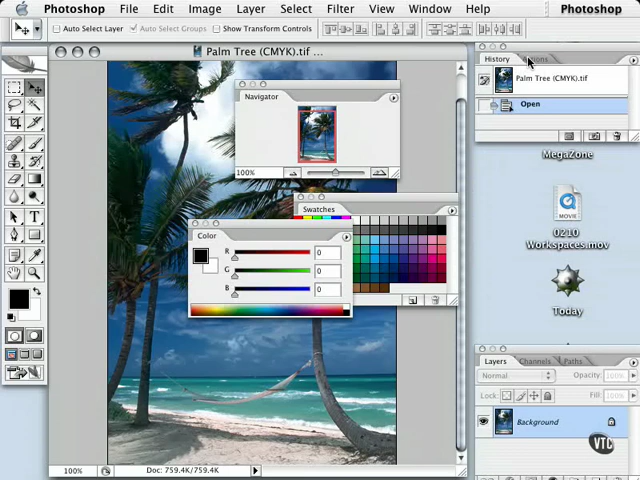 Photoshop File Edit Image Layer Select Filter View Window Help Photoshop
Auto Select Layer Auto Select Groups Show Transform Controls
Palm Tree (CMYK).tif ...
History
Palm Tree (CMYK).tif
Open
Navigator
100%
MegaZone
MOVIE
0210
Workspaces.mov
Today
Swatches
Color
R 0
G 0
B 0
Layers Channels Paths
Normal Opacity: 100%
Lock: Fill: 100%
Background
VTC
100% Doc: 759.4K/759.4K
T